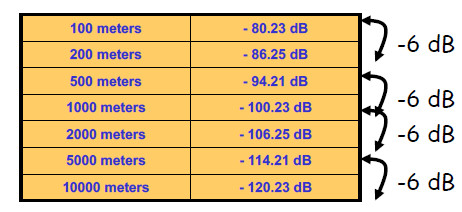 100 meters - 80.23 dB
200 meters - 86.25 dB
-6 dB
500 meters - 94.21 dB
1000 meters - 100.23 dB
-6 dB
2000 meters - 106.25 dB
-6 dB
5000 meters - 114.21 dB
10000 meters - 120.23 dB
-6 dB